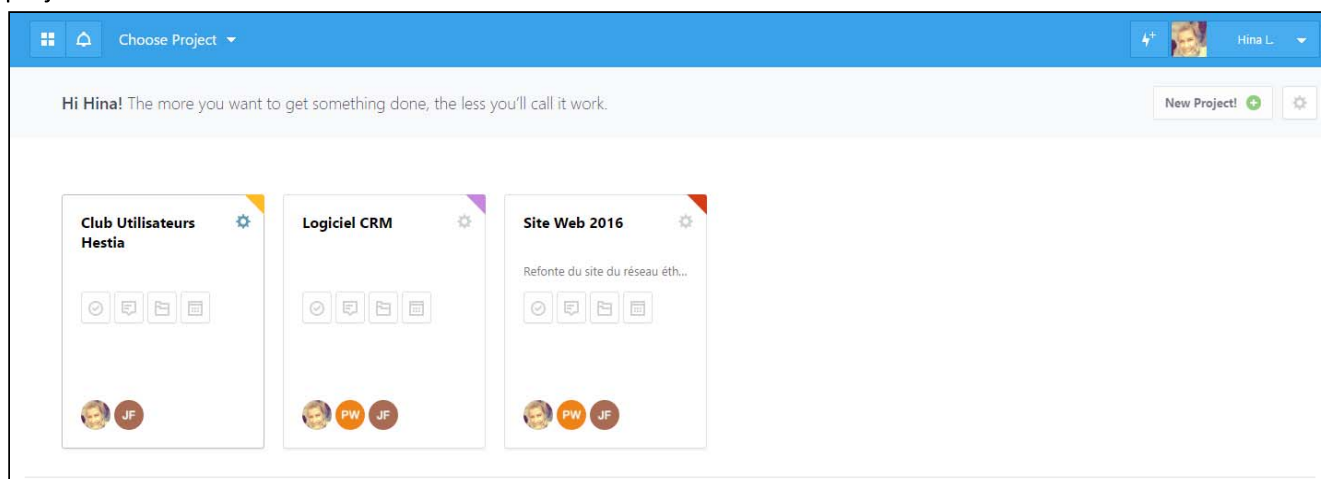 Choose Project
Hina L.
Hi Hina! The more you want to get something done, the less you'll call it work.
New Project!
Club Utilisateurs
Hestia
Logiciel CRM
Site Web 2016
Refonte du site du réseau éth...
JF
PW
JF
PW
JF